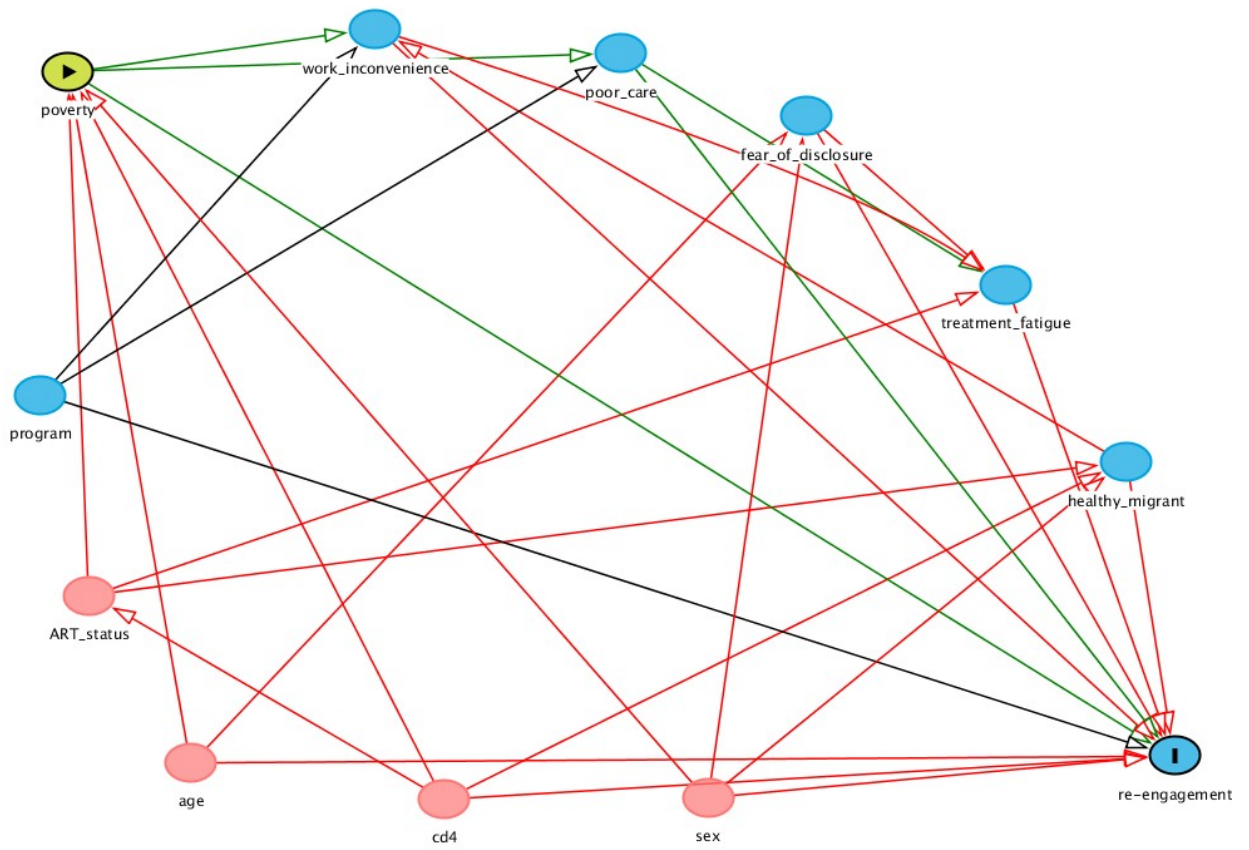 work_inconvenience
poor_care
poverty
fear_of_disclosure
treatment_fatigue
program
healthy_migrant
ART_status
re-engagement
age
cd4
sex